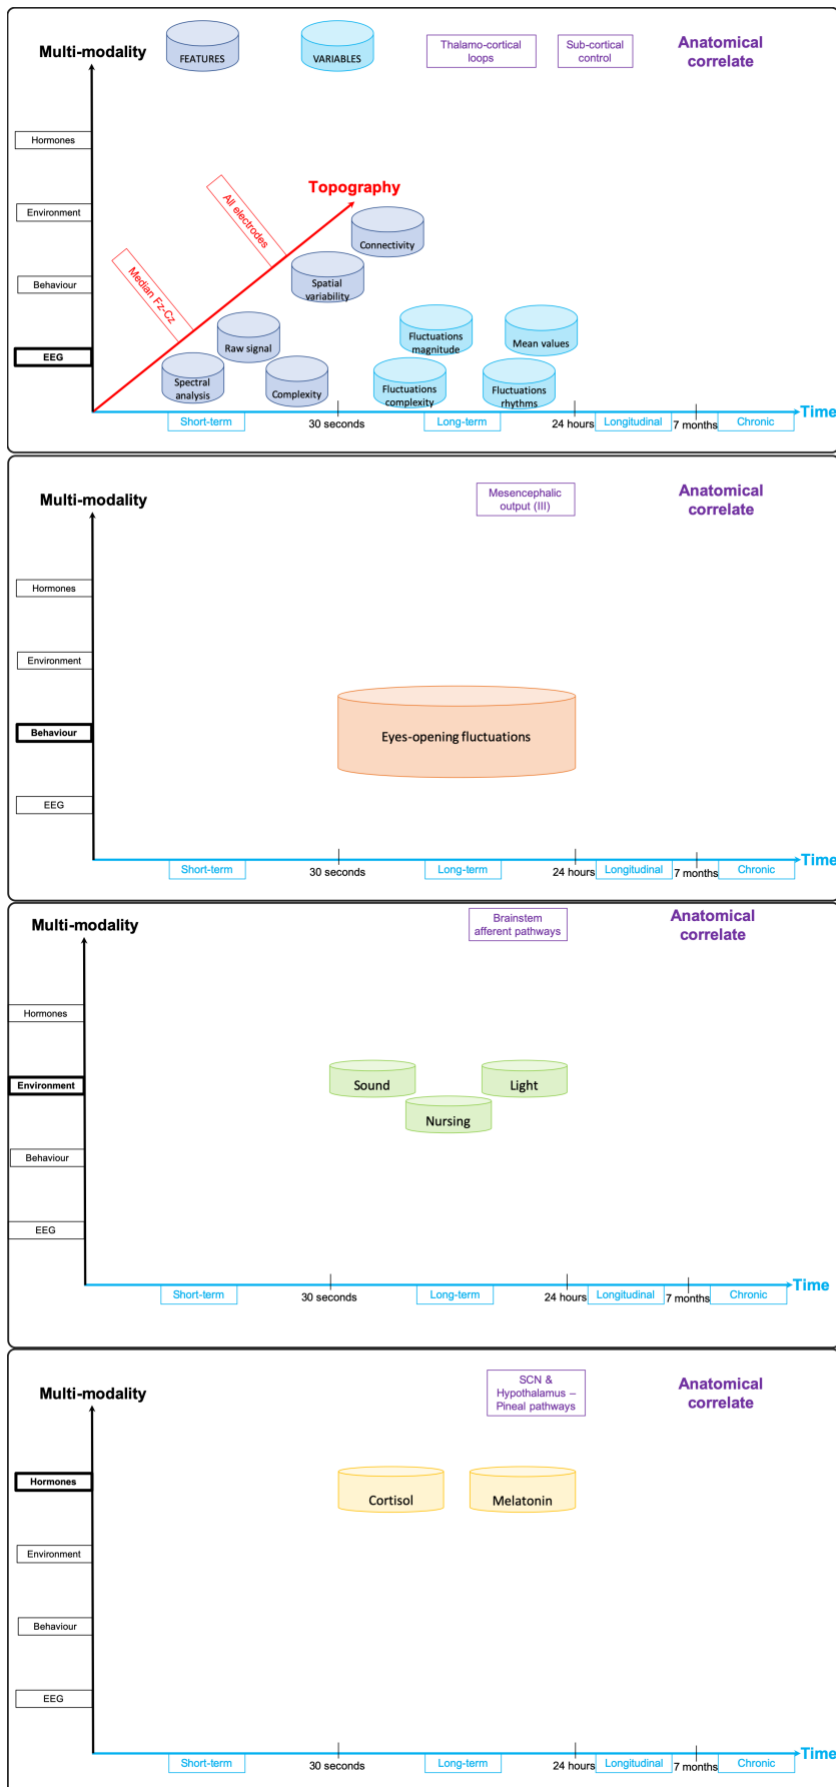 Multi-modality
FEATURES
VARIABLES
Thalamo-cortical
loops
Sub-cortical
control
Anatomical
correlate
Hormones
Environment
Behaviour
EEG
Topography
All electrodes
Median Fz-Cz
Connectivity
Spatial
variability
Raw signal
Spectral
analysis
Complexity
Fluctuations
magnitude
Mean values
Fluctuations
complexity
Fluctuations
rhythms
Time
Short-term
30 seconds
Long-term
24 hours
Longitudinal
7 months
Chronic
Multi-modality
Mesencephalic
output (III)
Anatomical
correlate
Hormones
Environment
Behaviour
EEG
Eyes-opening fluctuations
Time
Short-term
30 seconds
Long-term
24 hours
Longitudinal
7 months
Chronic
Multi-modality
Brainstem
afferent pathways
Anatomical
correlate
Hormones
Environment
Behaviour
EEG
Sound
Light
Nursing
Time
Short-term
30 seconds
Long-term
24 hours
Longitudinal
7 months
Chronic
Multi-modality
SCN &
Hypothalamus –
Pineal pathways
Anatomical
correlate
Hormones
Environment
Behaviour
EEG
Cortisol
Melatonin
Time
Short-term
30 seconds
Long-term
24 hours
Longitudinal
7 months
Chronic